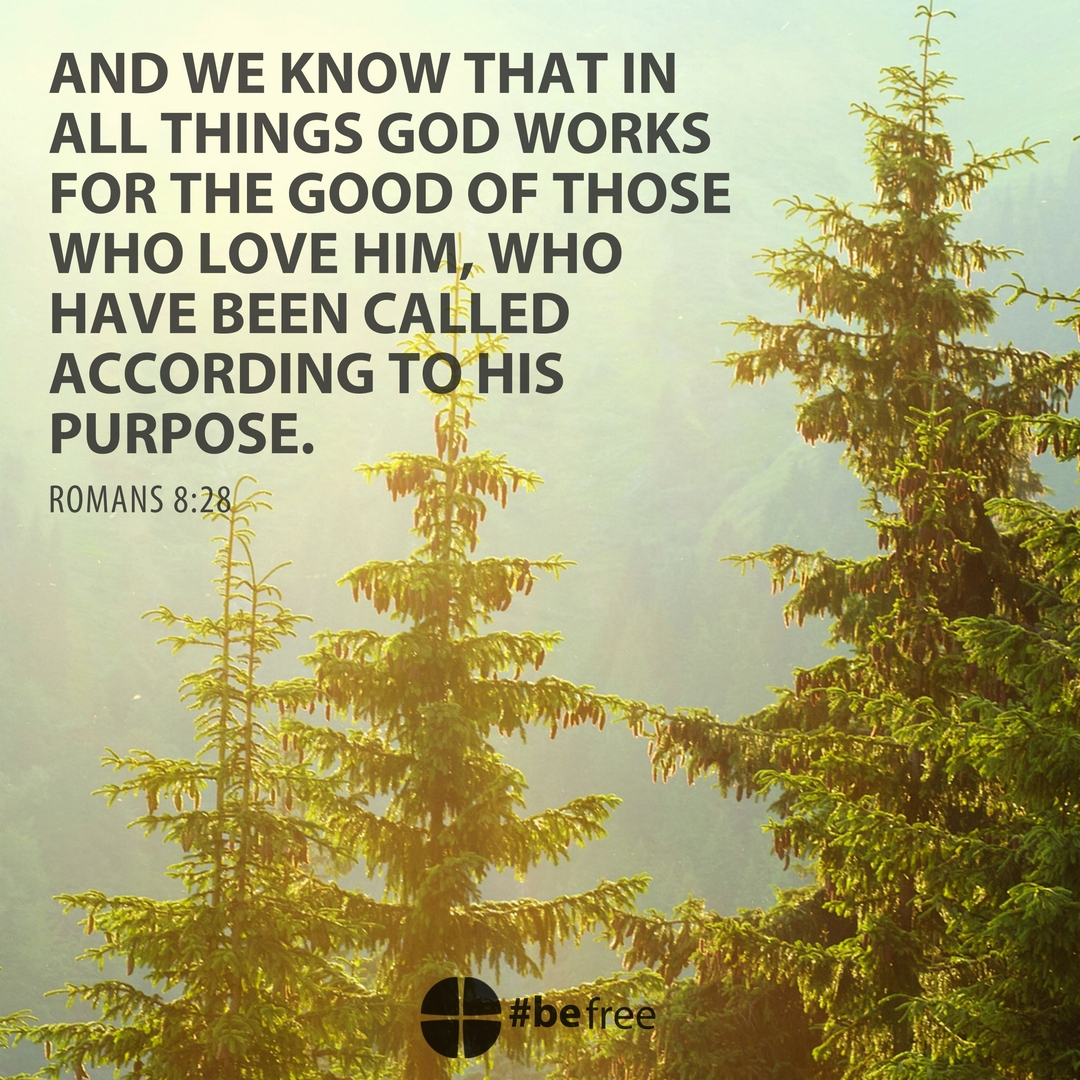 AND WE KNOW THAT IN
ALL THINGS GOD WORKS
FOR THE GOOD OF THOSE
WHO LOVE HIM, WHO
HAVE BEEN CALLED
ACCORDING TO HIS
PURPOSE.
ROMANS 8:28
#befree